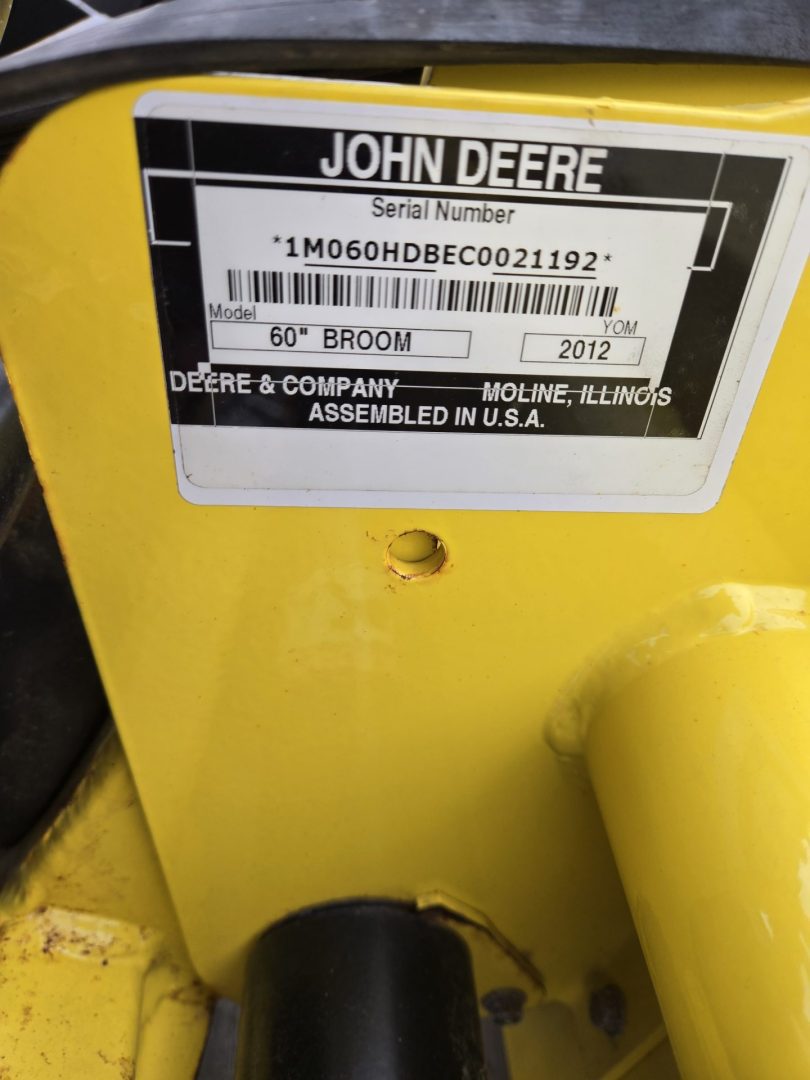 JOHN DEERE
Serial Number
*1M060HDBEC0021192*
Model
YOM
60" BROOM
2012
DEERE & COMPANY MOLINE, ILLINOIS
ASSEMBLED IN U.S.A.